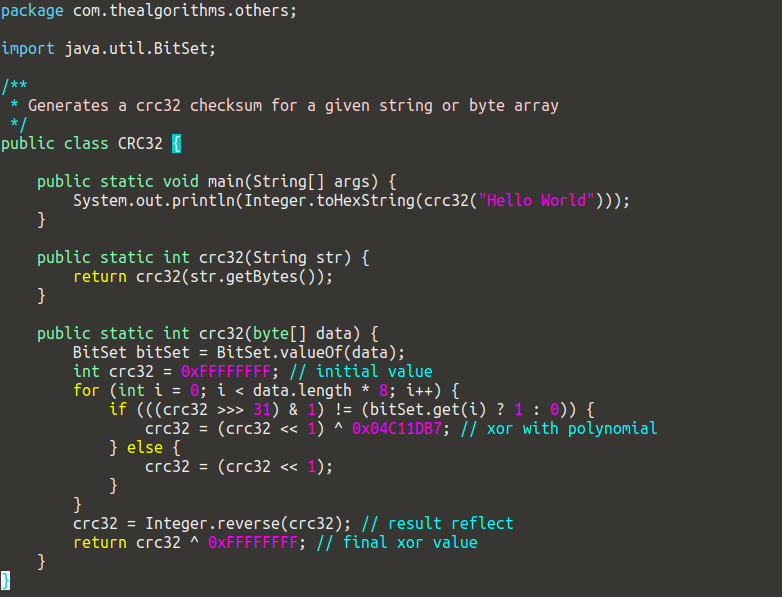 package com.thealgorithms.others;
import java.util.BitSet;
/**
 * Generates a crc32 checksum for a given string or byte array
 */
public class CRC32 {
    public static void main(String[] args) {
        System.out.println(Integer.toHexString(crc32("Hello World")));
    }
    public static int crc32(String str) {
        return crc32(str.getBytes());
    }
    public static int crc32(byte[] data) {
        BitSet bitSet = BitSet.valueOf(data);
        int crc32 = 0xFFFFFFFF; // initial value
        for (int i = 0; i < data.length * 8; i++) {
            if (((crc32 >>> 31) & 1) != (bitSet.get(i) ? 1 : 0)) {
                crc32 = (crc32 << 1) ^ 0x04C11DB7; // xor with polynomial
            } else {
                crc32 = (crc32 << 1);
            }
        }
        crc32 = Integer.reverse(crc32); // result reflect
        return crc32 ^ 0xFFFFFFFF; // final xor value
    }
}